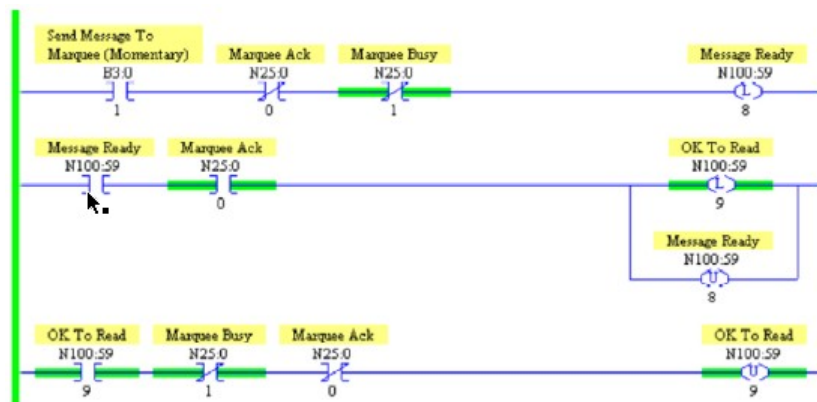 Send Message To
Marquee (Momentary) Marquee Ack Marquee Busy Message Ready
B3:0 N25:0 N25:0 N100:59
L
1 0 1 8
Message Ready Marquee Ack OK To Read
N100:59 N25:0 N100:59
L
0 9
Message Ready
N100:59
U
8
OK To Read Marquee Busy Marquee Ack OK To Read
N100:59 N25:0 N25:0 N100:59
U
9 1 0 9